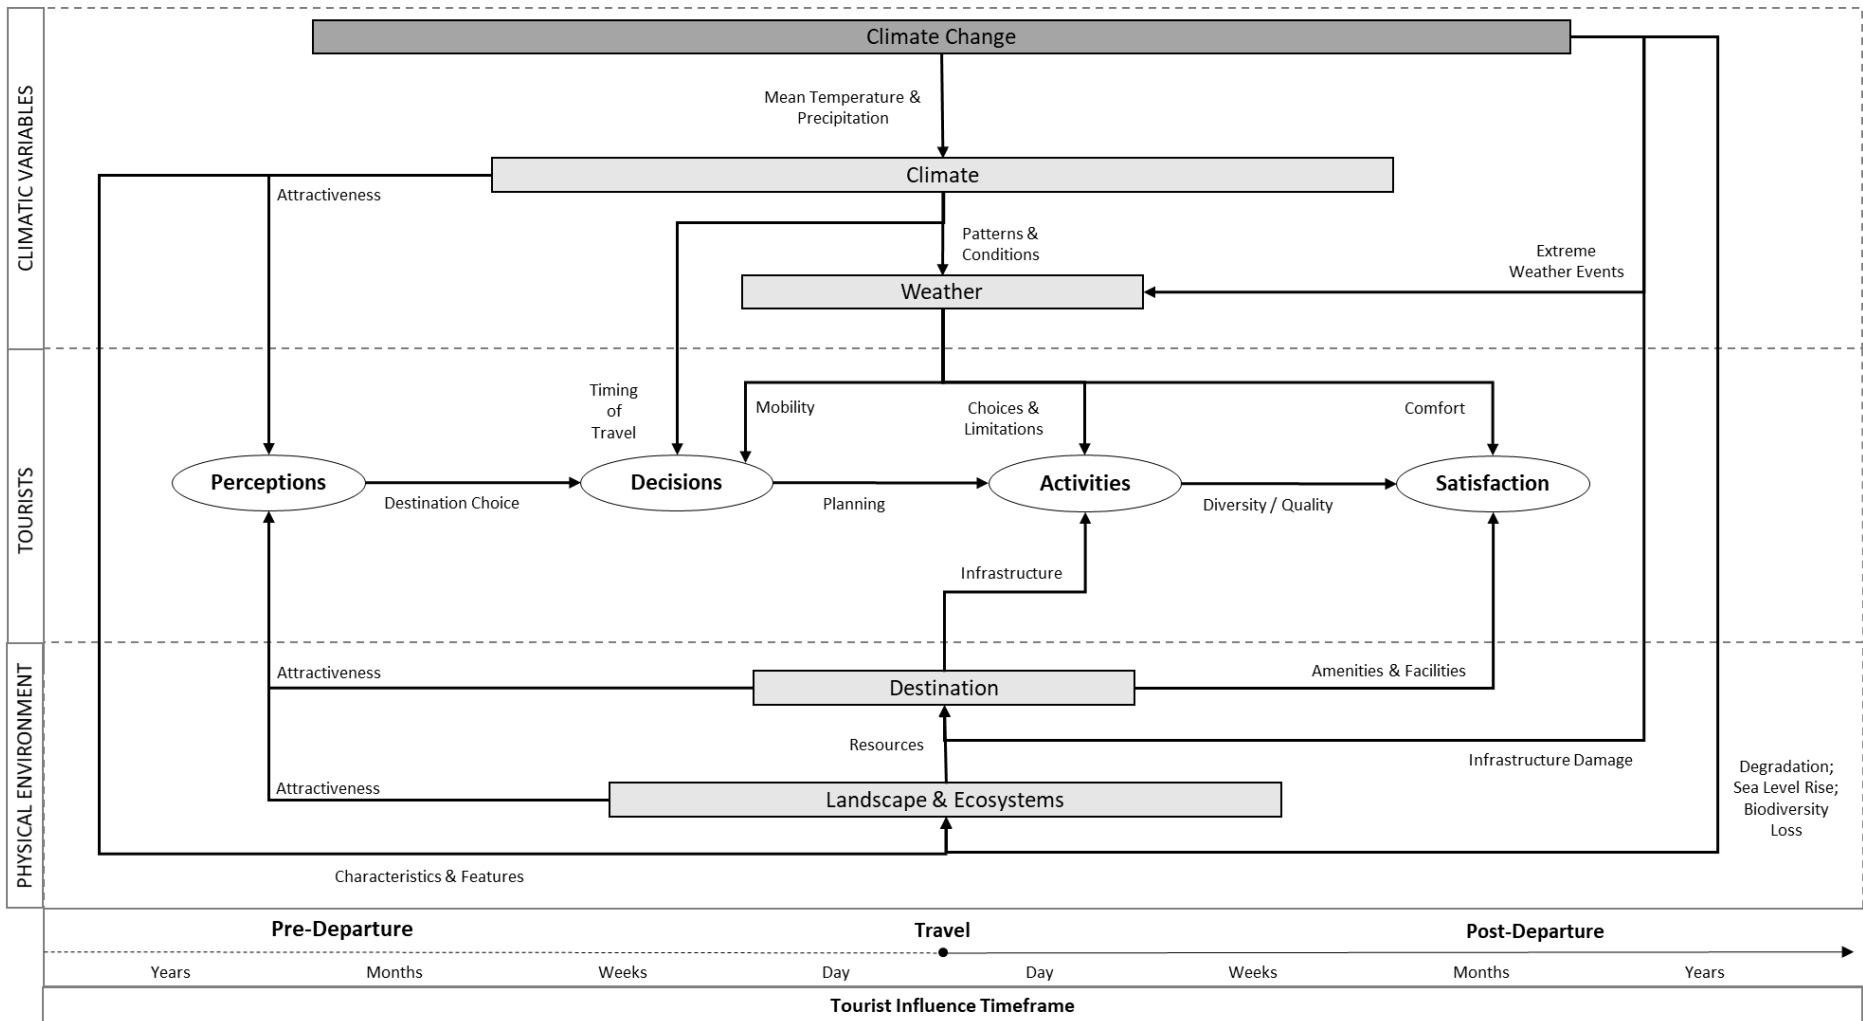 CLIMATIC VARIABLES
Climate Change
Mean Temperature &
Precipitation
Climate
Attractiveness
Patterns &
Conditions
Extreme
Weather Events
Weather
TOURISTS
Timing
of
Travel
Mobility
Choices &
Limitations
Comfort
Perceptions
Destination Choice
Decisions
Planning
Activities
Diversity / Quality
Satisfaction
Infrastructure
PHYSICAL ENVIRONMENT
Attractiveness
Destination
Amenities & Facilities
Resources
Infrastructure Damage
Attractiveness
Landscape & Ecosystems
Degradation;
Sea Level Rise;
Biodiversity
Loss
Characteristics & Features
Pre-Departure
Travel
Post-Departure
Years
Months
Weeks
Day
Day
Weeks
Months
Years
Tourist Influence Timeframe